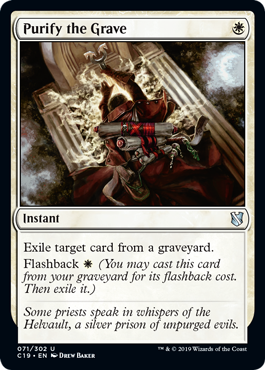 Purify the Grave
Instant
Exile target card from a graveyard.
Flashback (You may cast this card
from your graveyard for its flashback cost.
Then exile it.)
Some priests speak in whispers of the
Helvault, a silver prison of unpurged evils.
071/302 U
C19 • EN Drew Baker
™ & © 2019 Wizards of the Coast